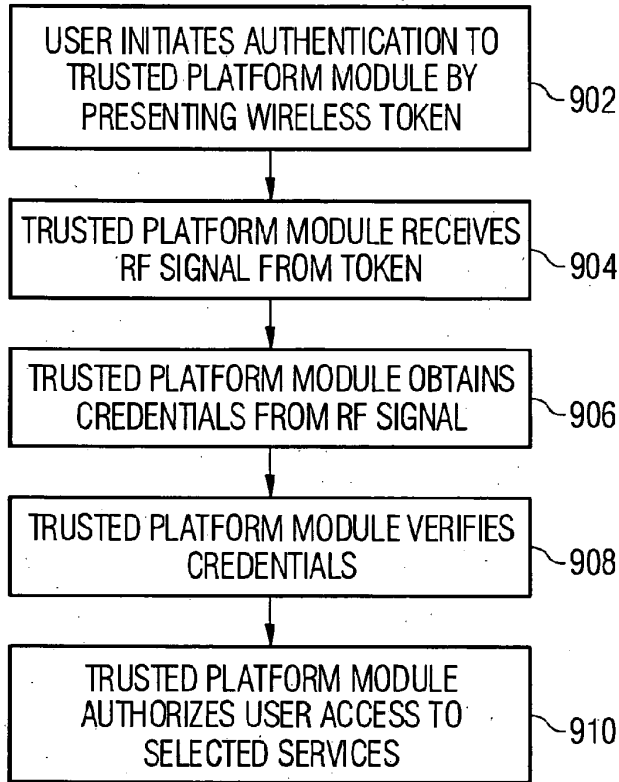 USER INITIATES AUTHENTICATION TO
TRUSTED PLATFORM MODULE BY
PRESENTING WIRELESS TOKEN
902
TRUSTED PLATFORM MODULE RECEIVES
RF SIGNAL FROM TOKEN
904
TRUSTED PLATFORM MODULE OBTAINS
CREDENTIALS FROM RF SIGNAL
906
TRUSTED PLATFORM MODULE VERIFIES
CREDENTIALS
908
TRUSTED PLATFORM MODULE
AUTHORIZES USER ACCESS TO
SELECTED SERVICES
910